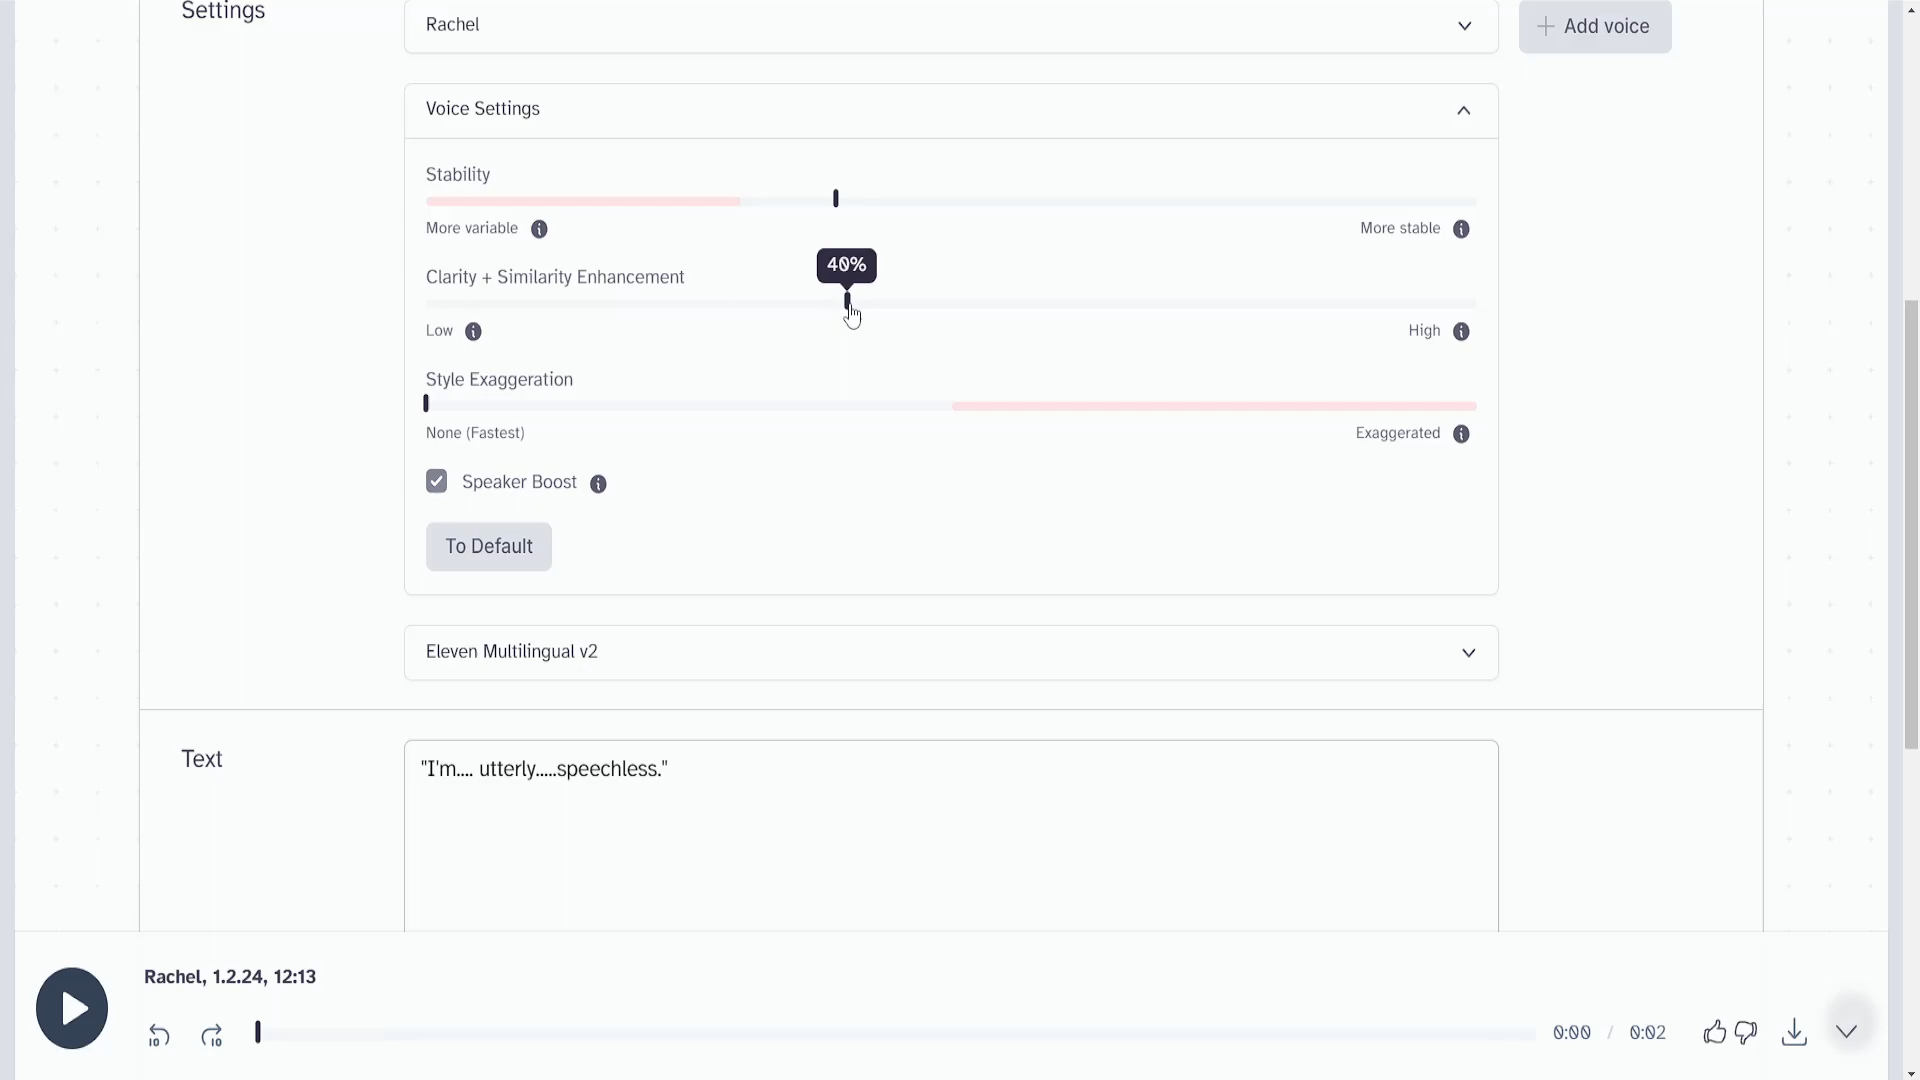 Settings
Rachel
Add voice
Voice Settings
Stability
More variable
More stable
40%
Clarity + Similarity Enhancement
Low
High
Style Exaggeration
None (Fastest)
Exaggerated
Speaker Boost
To Default
Eleven Multilingual v2
Text
"I'm.... utterly.....speechless."
Rachel, 1.2.24, 12:13
10
10
0:00 / 0:02